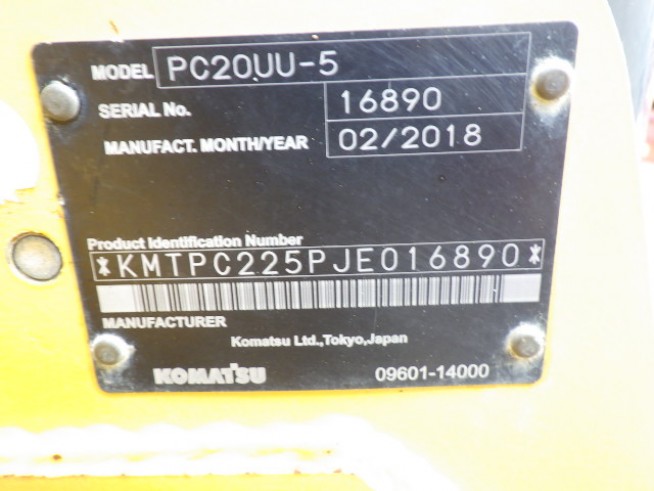 MODEL PC20UU-5
SERIAL No. 16890
MANUFACT. MONTH/YEAR 02/2018
Product Identification Number
*KMTPC225PJE016890*
MANUFACTURER
Komatsu Ltd.,Tokyo,Japan
KOMATSU 09601-14000